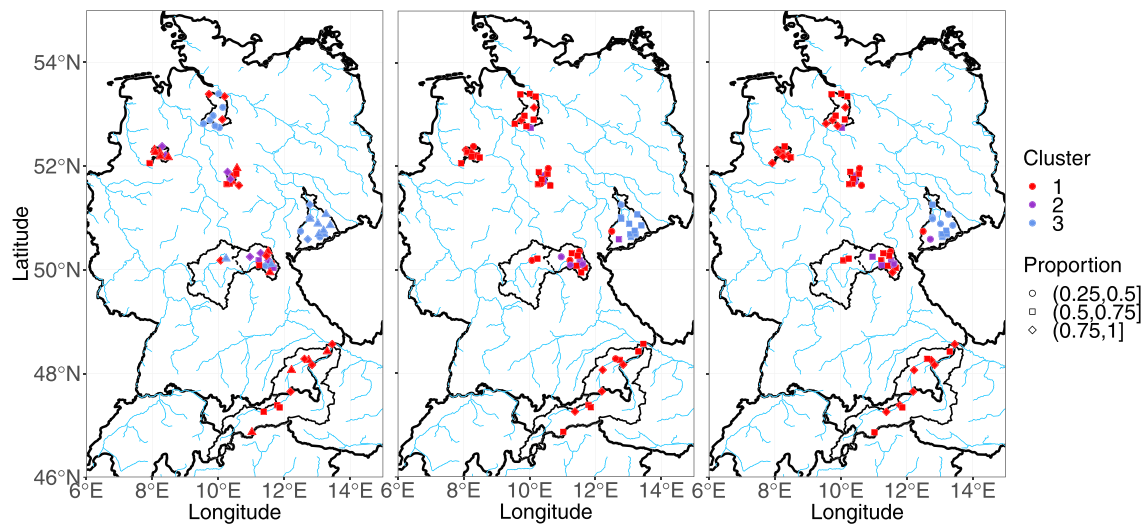 54°N
52°N
50°N
48°N
46°N
Latitude
6°E 8°E 10°E 12°E 14°E
6°E 8°E 10°E 12°E 14°E
6°E 8°E 10°E 12°E 14°E
Longitude
Longitude
Longitude
Cluster
1
2
3
Proportion
(0.25,0.5]
(0.5,0.75]
(0.75,1]